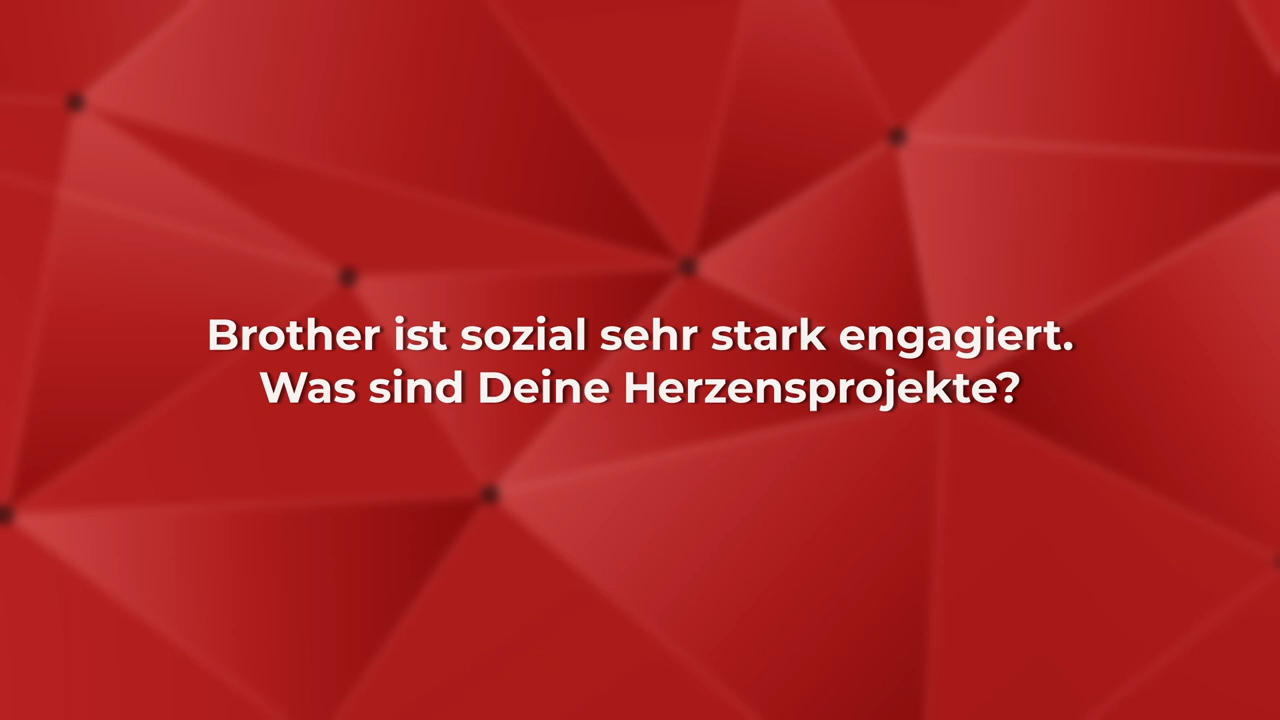 Brother ist sozial sehr stark engagiert.
Was sind Deine Herzensprojekte?